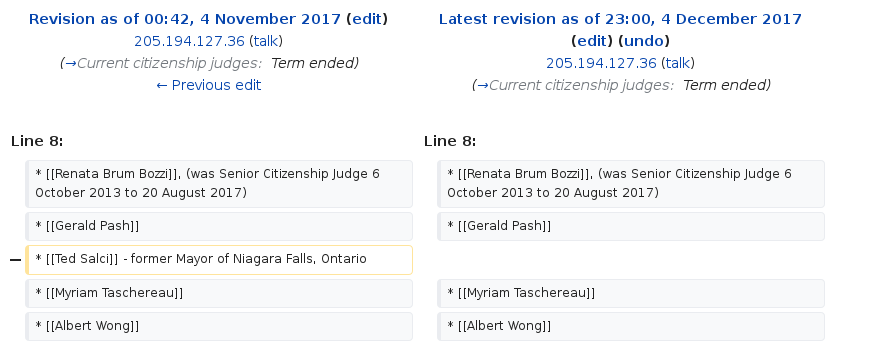 Revision as of 00:42, 4 November 2017 (edit)
205.194.127.36 (talk)
(→Current citizenship judges: Term ended)
← Previous edit
Latest revision as of 23:00, 4 December 2017
(edit) (undo)
205.194.127.36 (talk)
(→Current citizenship judges: Term ended)
Line 8:
Line 8:
* [[Renata Brum Bozzi]], (was Senior Citizenship Judge 6
October 2013 to 20 August 2017)
* [[Renata Brum Bozzi]], (was Senior Citizenship Judge 6
October 2013 to 20 August 2017)
* [[Gerald Pash]]
* [[Gerald Pash]]
− * [[Ted Salci]] - former Mayor of Niagara Falls, Ontario
* [[Myriam Taschereau]]
* [[Myriam Taschereau]]
* [[Albert Wong]]
* [[Albert Wong]]